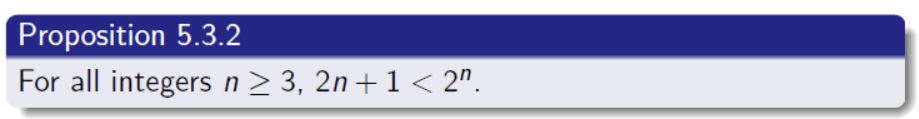 Proposition 5.3.2
For all integers n ≥ 3, 2n + 1 < 2ⁿ.